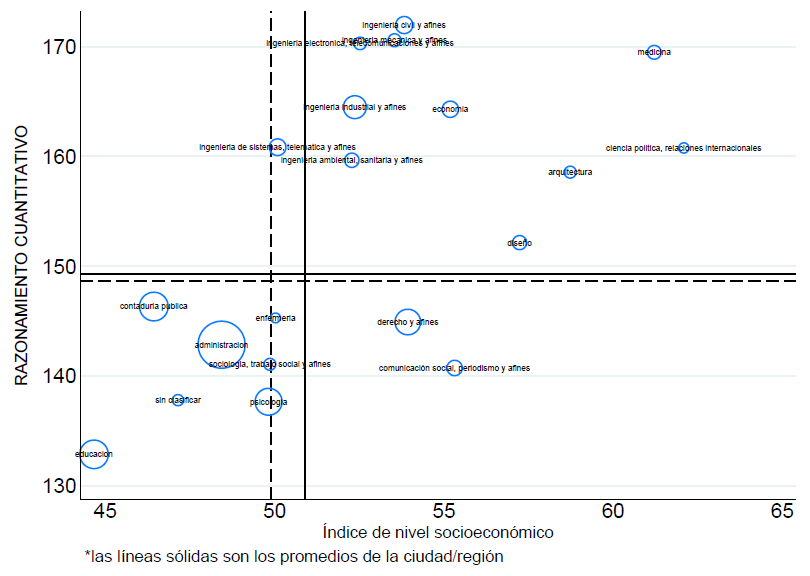 RAZONAMIENTO CUANTITATIVO
170
160
150
140
130
ingenieria civil y afines
ingenieria mecanica y afines
ingenieria electronica, telecomunicaciones y afines
medicina
ingenieria industrial y afines
economia
ingenieria de sistemas, telematica y afines
ciencia politica, relaciones internacionales
ingenieria ambiental, sanitaria y afines
arquitectura
diseño
contaduria publica
enfermeria
derecho y afines
administracion
sociologia, trabajo social y afines
comunicación social, periodismo y afines
sin clasificar
psicologia
educacion
45
50
55
60
65
Índice de nivel socioeconómico
*las líneas sólidas son los promedios de la ciudad/región